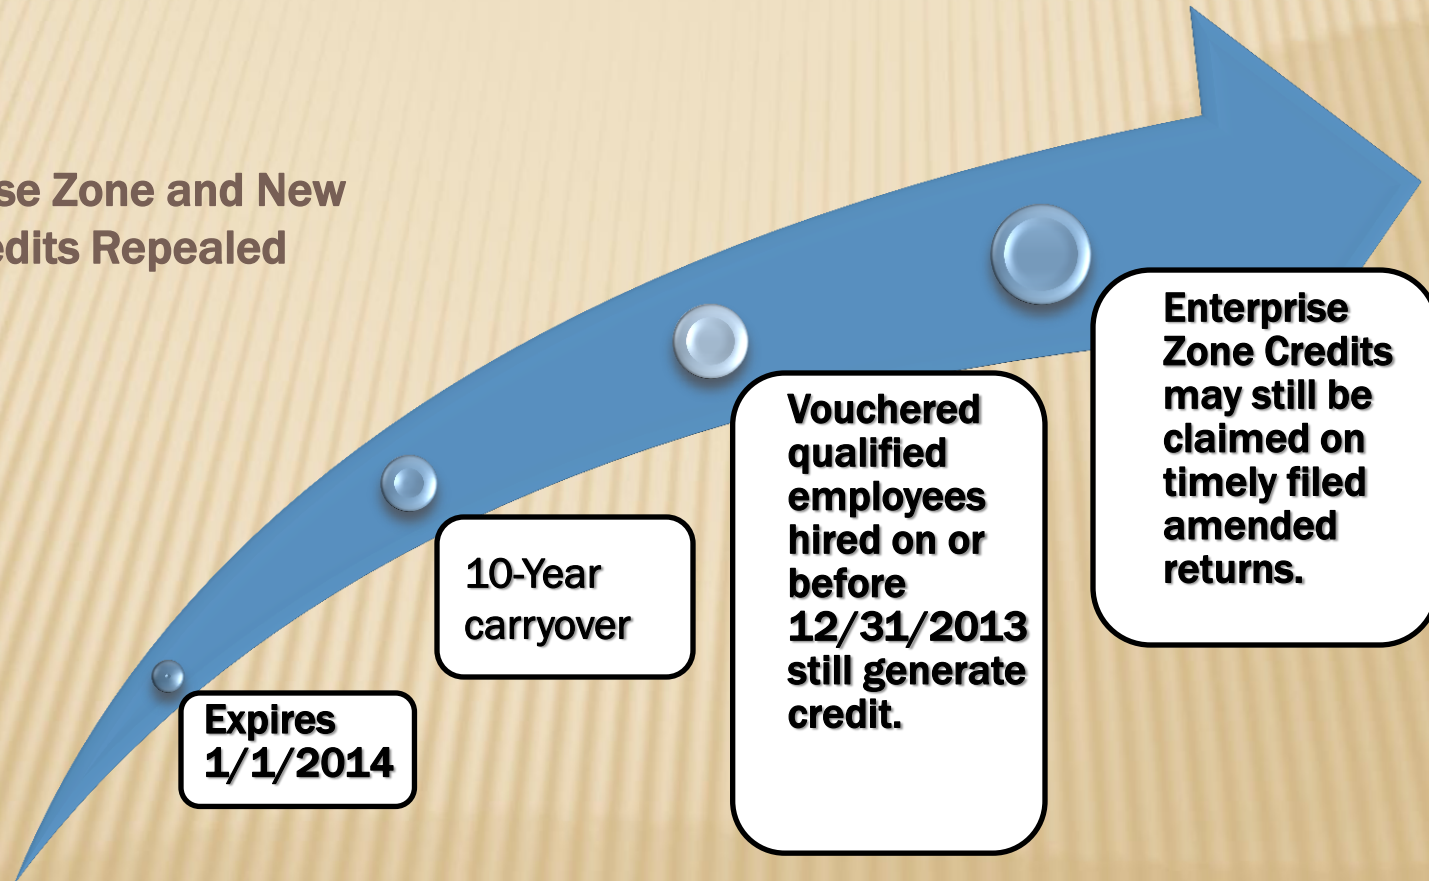 se Zone and New
edits Repealed
Expires
1/1/2014
10-Year
carryover
Vouchered
qualified
employees
hired on or
before
12/31/2013
still generate
credit.
Enterprise
Zone Credits
may still be
claimed on
timely filed
amended
returns.